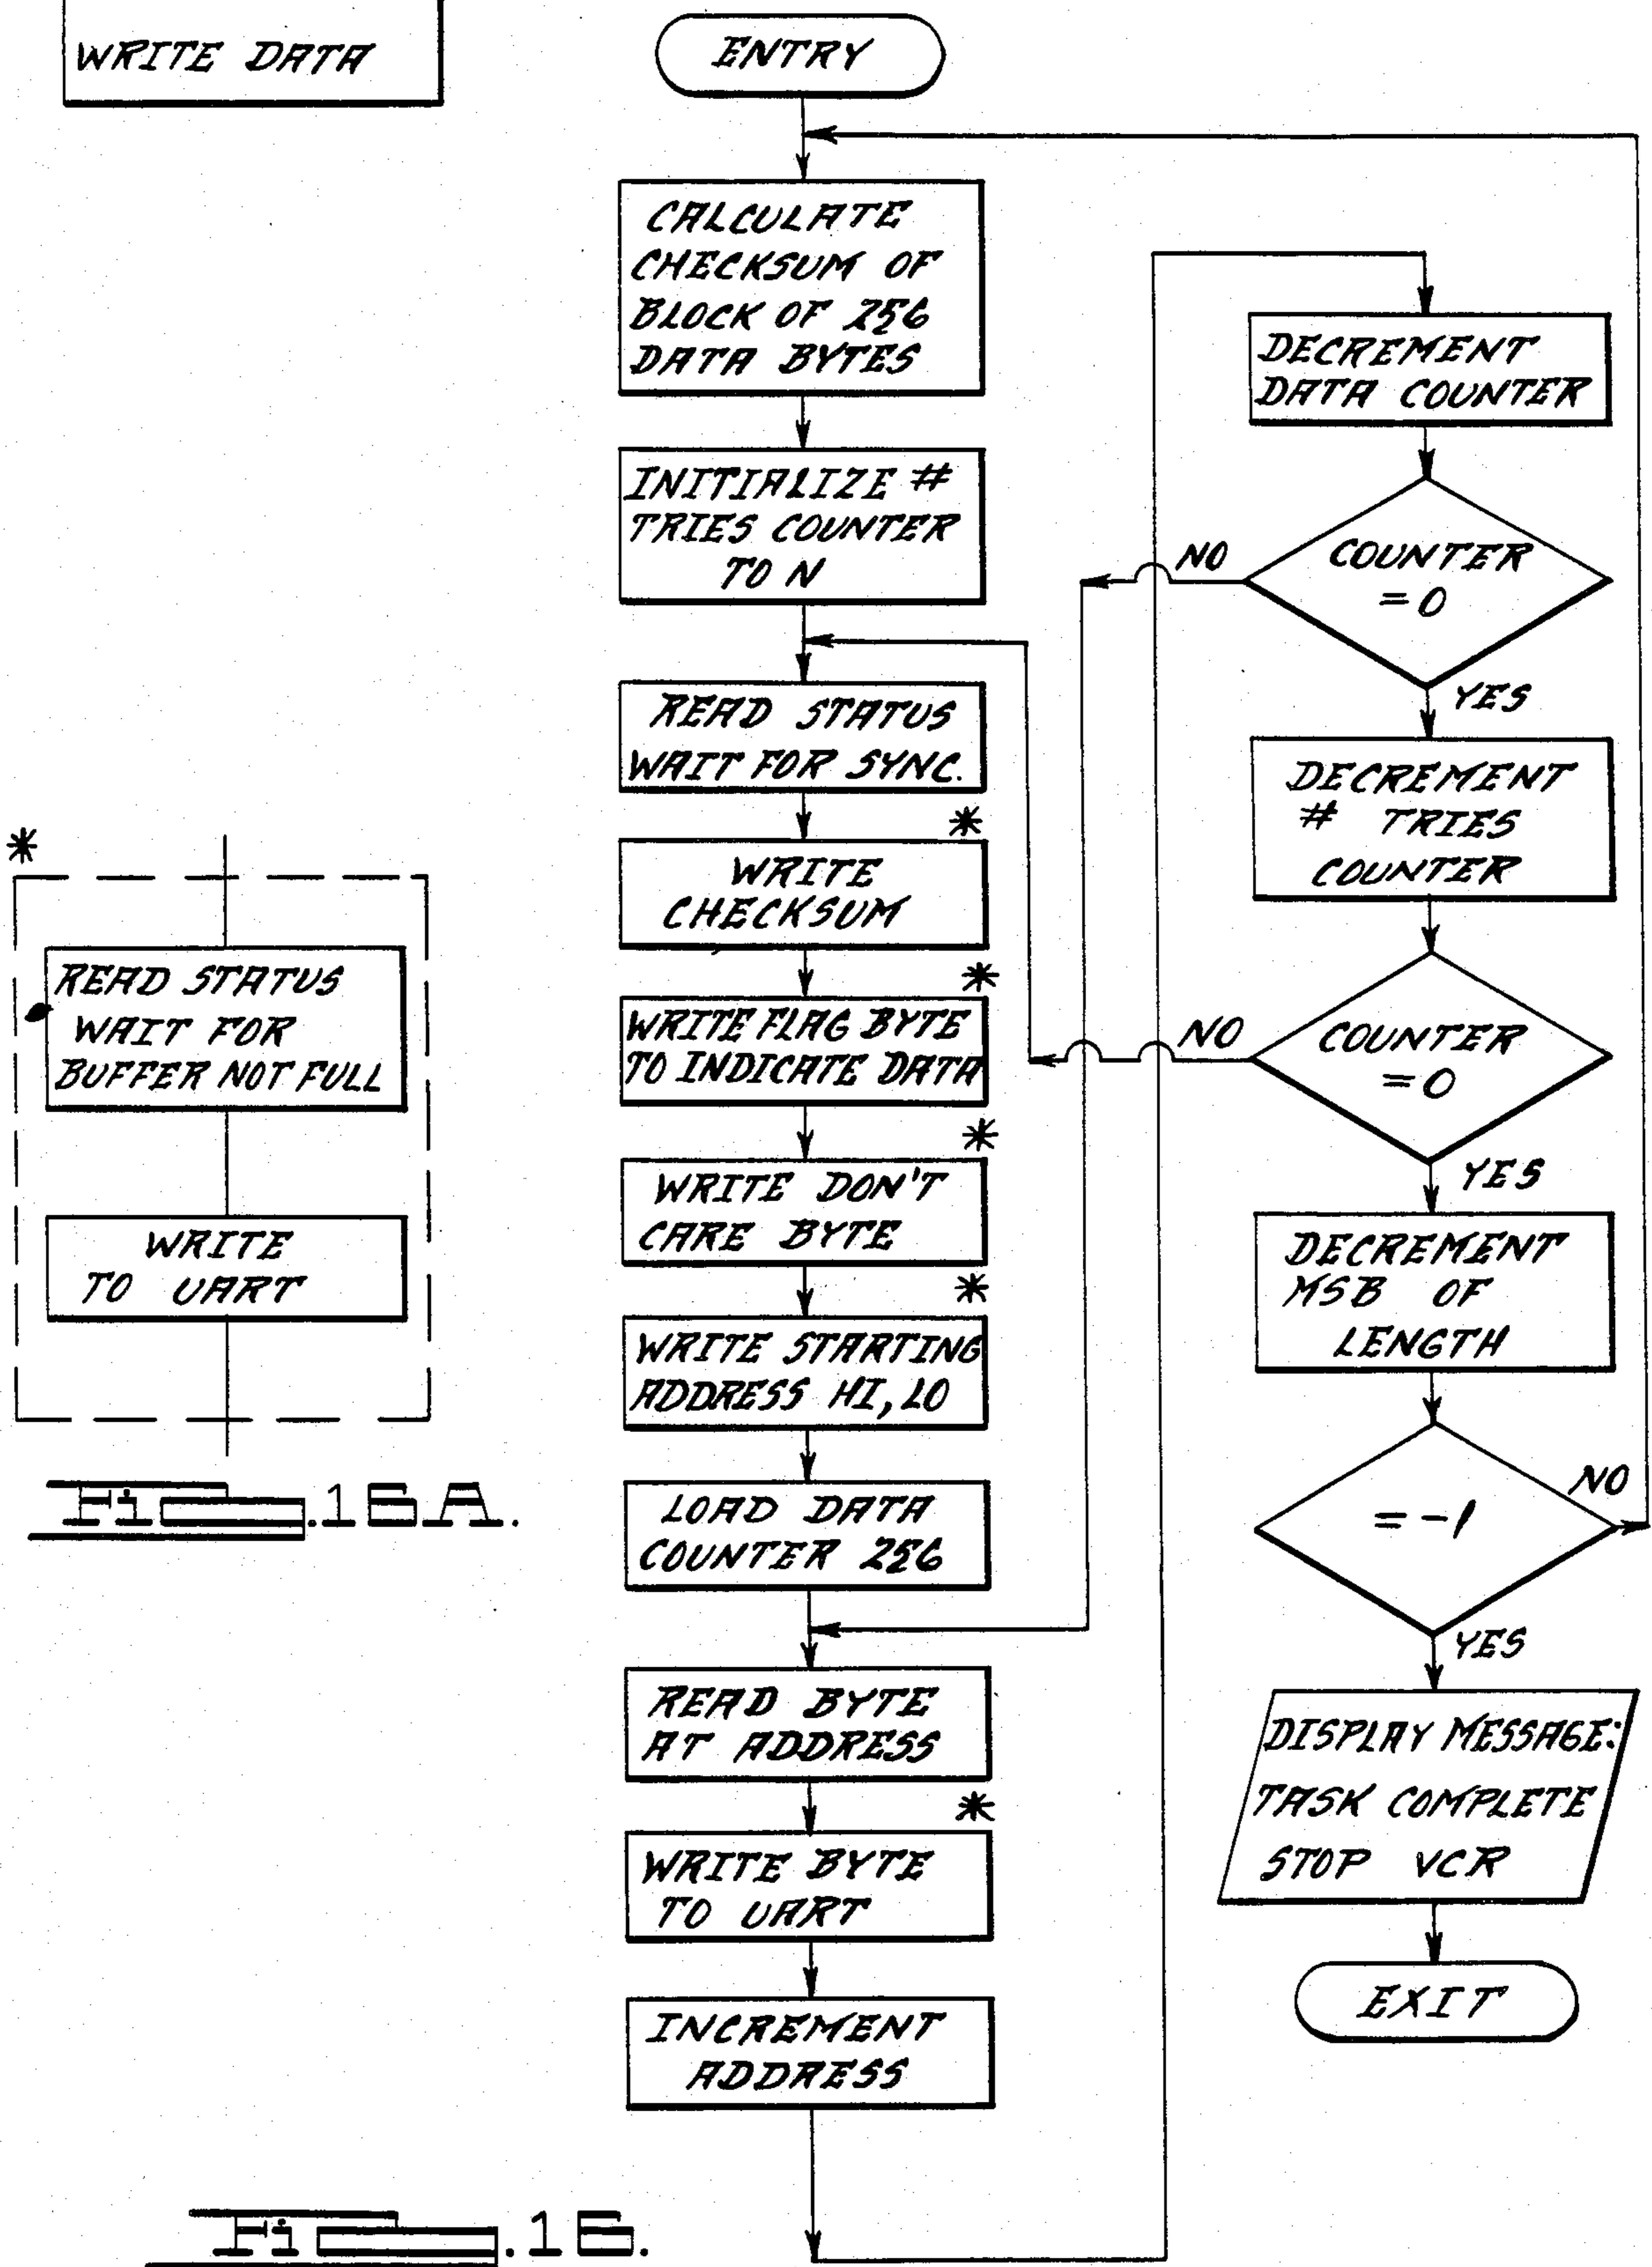 WRITE DATA
ENTRY
CALCULATE
CHECKSUM OF
BLOCK OF 256
DATA BYTES
INITIALIZE #
TRIES COUNTER
TO N
READ STATUS
WAIT FOR SYNC.
*
WRITE
CHECKSUM
*
WRITE FLAG BYTE
TO INDICATE DATA
*
WRITE DON'T
CARE BYTE
*
WRITE STARTING
ADDRESS HI, LO
LOAD DATA
COUNTER 256
READ BYTE
AT ADDRESS
*
WRITE BYTE
TO UART
INCREMENT
ADDRESS
DECREMENT
DATA COUNTER
COUNTER
= 0
NO
YES
DECREMENT
# TRIES
COUNTER
COUNTER
= 0
NO
YES
DECREMENT
MSB OF
LENGTH
= -1
NO
YES
DISPLAY MESSAGE:
TASK COMPLETE
STOP VCR
EXIT
*
READ STATUS
WAIT FOR
BUFFER NOT FULL
WRITE
TO UART
FIG.16A.
FIG.16.